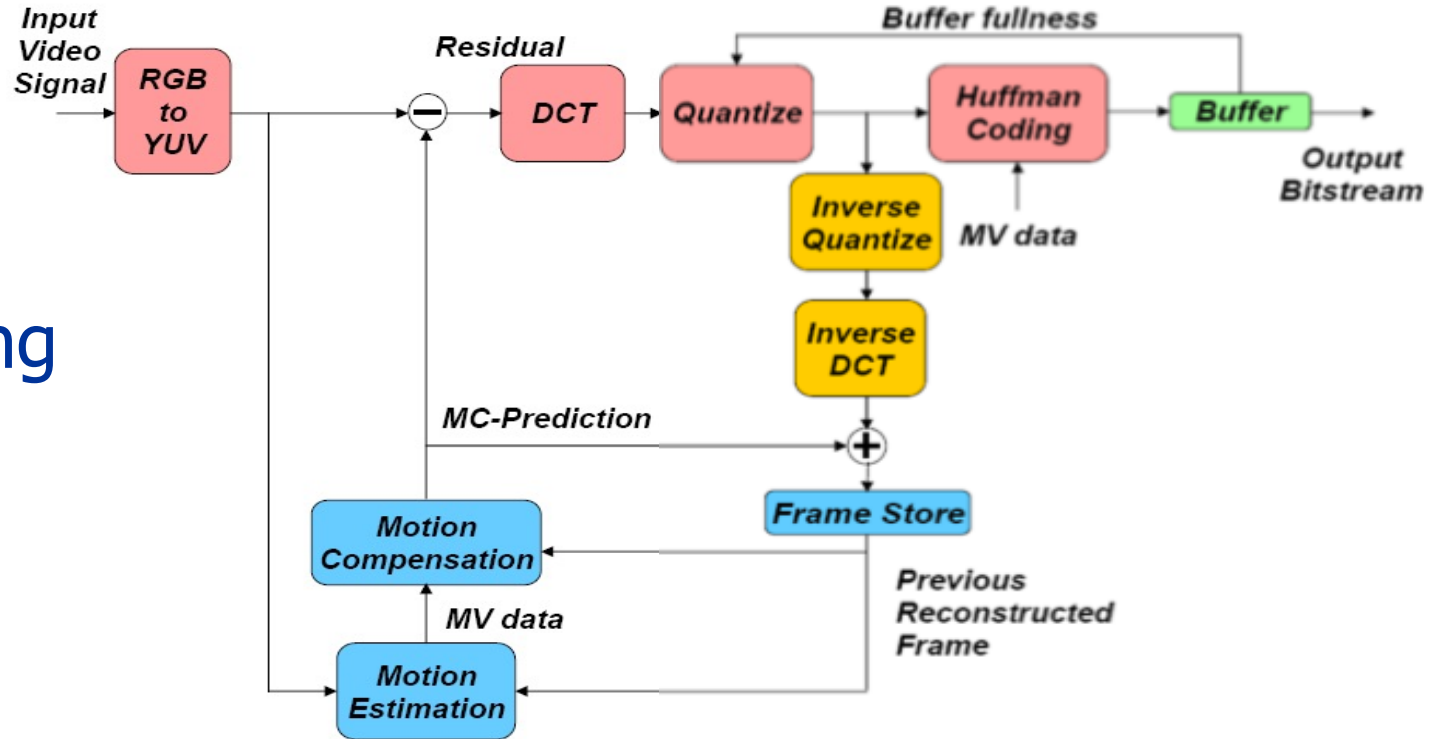 Input
Video
Signal
RGB
to
YUV
Residual
DCT
Quantize
Buffer fullness
Huffman
Coding
Buffer
Output
Bitstream
Inverse
Quantize
MV data
Inverse
DCT
ng
MC-Prediction
Frame Store
Motion
Compensation
Previous
Reconstructed
Frame
MV data
Motion
Estimation